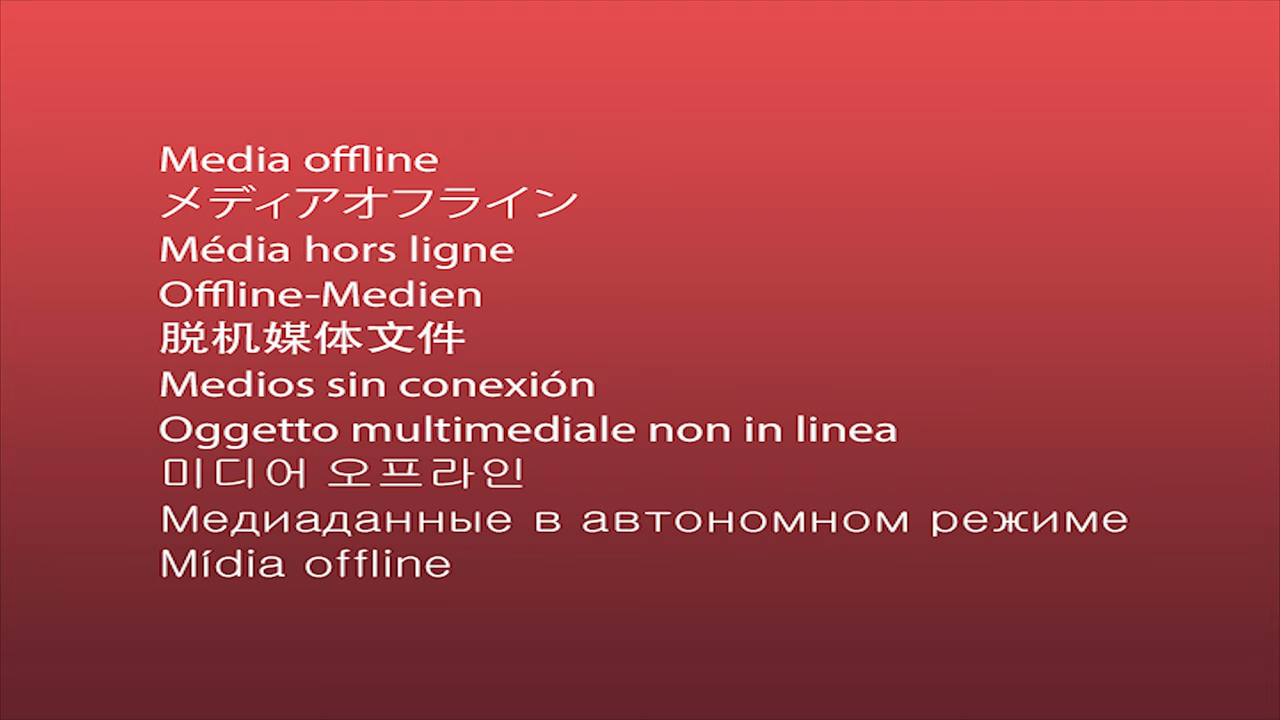 Media offline
メディアオフライン
Média hors ligne
Offline-Medien
脱机媒体文件
Medios sin conexión
Oggetto multimediale non in linea
미디어 오프라인
Медиаданные в автономном режиме
Mídia offline